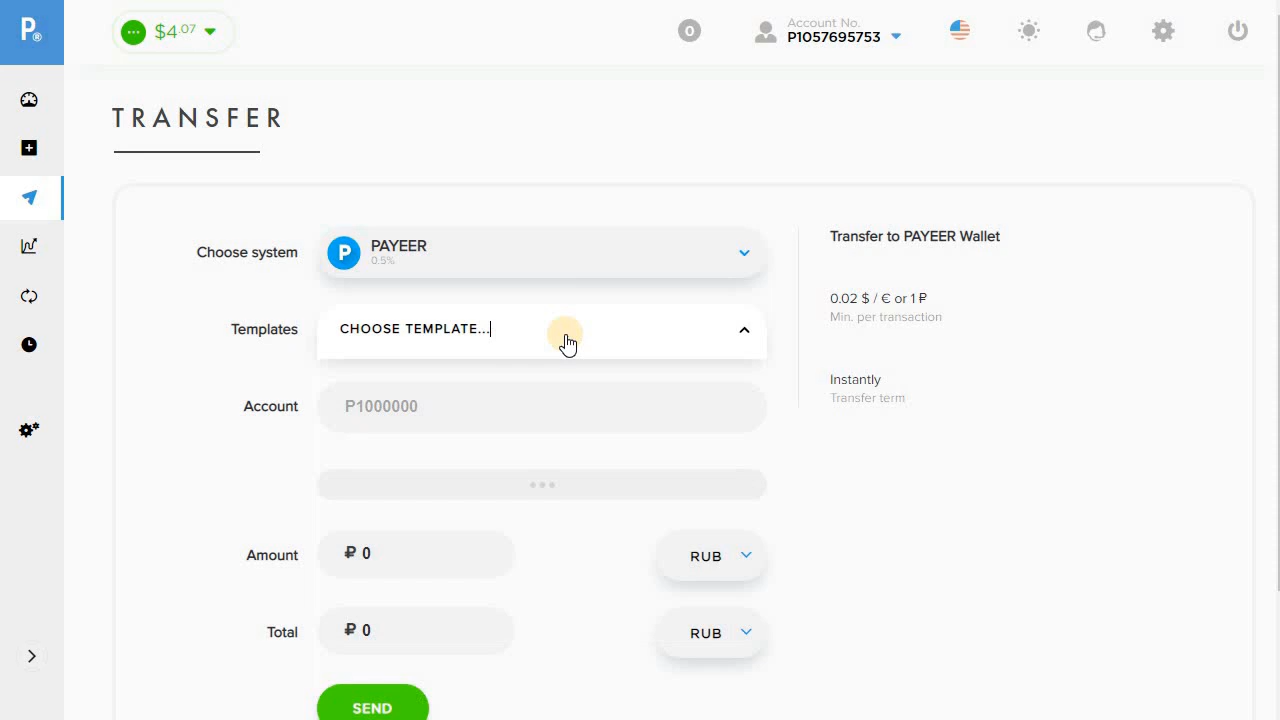 P®
$4.07
0
Account No.
P1057695753
TRANSFER
Choose system
P
PAYEER
0.5%
Templates
CHOOSE TEMPLATE...
Account
P1000000
Amount
₽ 0
RUB
Total
₽ 0
RUB
SEND
Transfer to PAYEER Wallet
0.02 $ / € or 1 ₽
Min. per transaction
Instantly
Transfer term